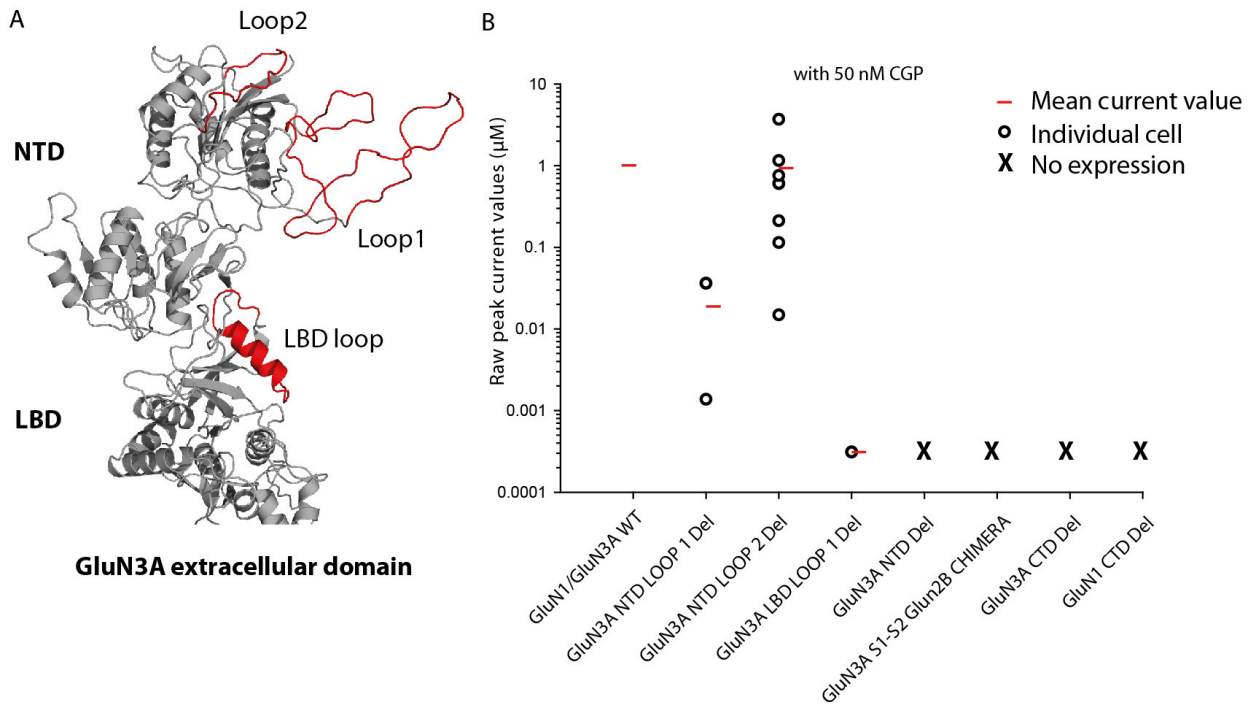 A
Loop2
NTD
Loop1
LBD loop
LBD
GluN3A extracellular domain
B
with 50 nM CGP
Raw peak current values (µM)
10
1
0.1
0.01
0.001
0.0001
Mean current value
Individual cell
X No expression
X X X X
GluN1/GluN3A WT
GluN3A NTD LOOP 1 Del
GluN3A NTD LOOP 2 Del
GluN3A LBD LOOP 1 Del
GluN3A NTD Del
GluN3A S1-S2 Glun2B CHIMERA
GluN3A CTD Del
GluN1 CTD Del